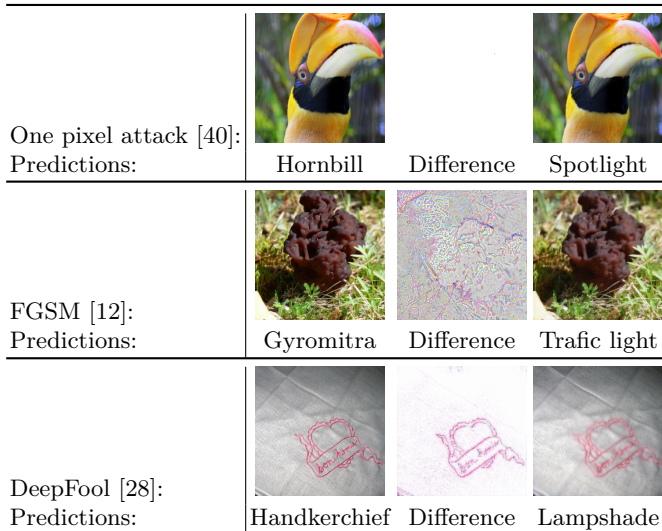 One pixel attack [40]:
Predictions: Hornbill Difference Spotlight
FGSM [12]:
Predictions: Gyromitra Difference Trafic light
DeepFool [28]:
Predictions: Handkerchief Difference Lampshade